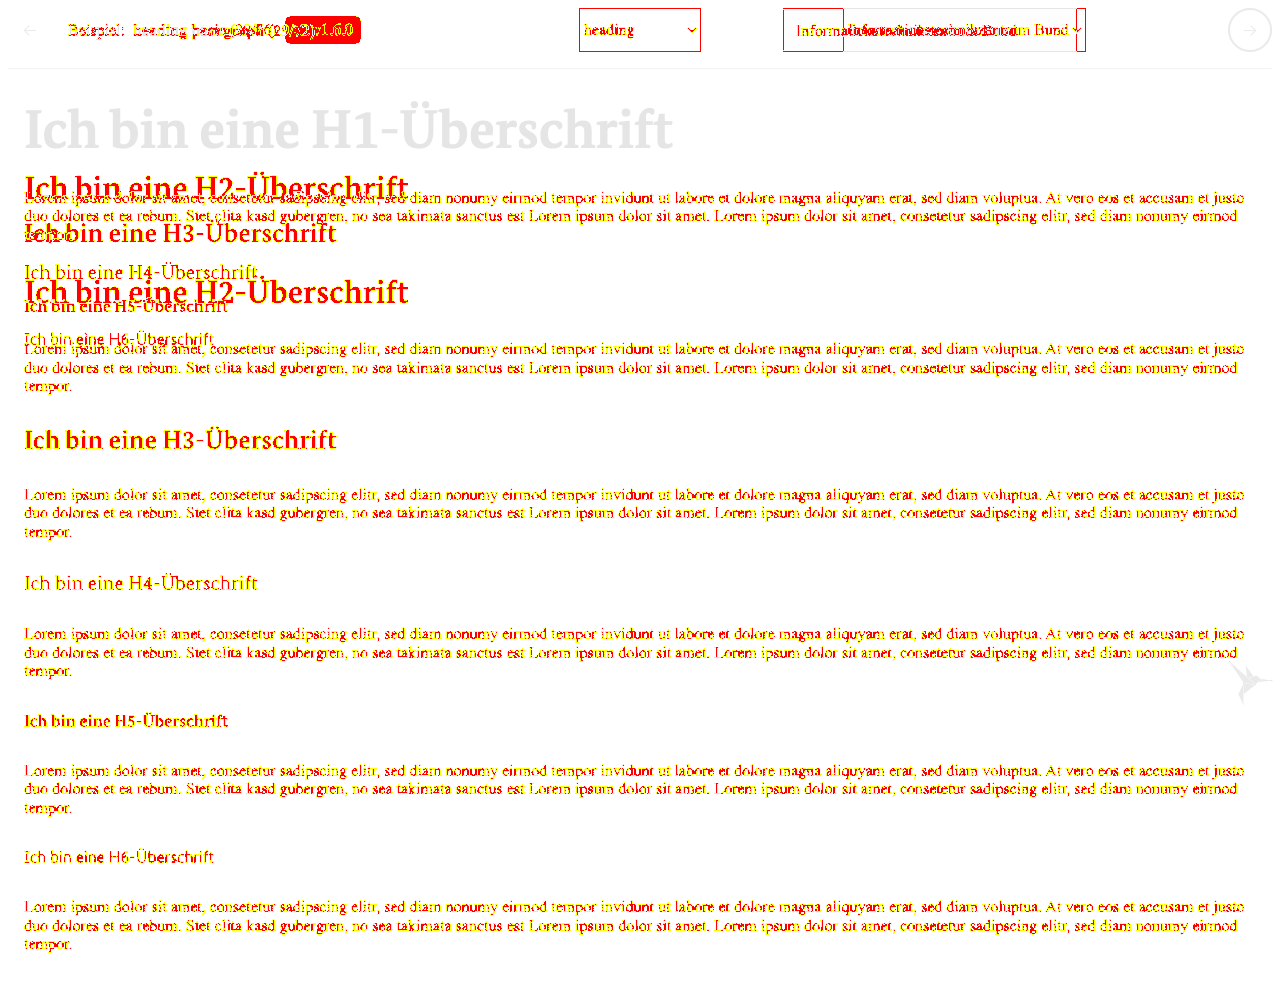 Beispiel: heading
heading
Informationstechnikzentrum Bund
Ich bin eine H1-Überschrift
Ich bin eine H2-Überschrift
Lorem ipsum dolor sit amet, consetetur sadipscing elitr, sed diam nonumy eirmod tempor invidunt ut labore et dolore magna aliquyam erat, sed diam voluptua. At vero eos et accusam et justo
duo dolores et ea rebum. Stet clita kasd gubergren, no sea takimata sanctus est Lorem ipsum dolor sit amet. Lorem ipsum dolor sit amet, consetetur sadipscing elitr, sed diam nonumy eirmod
tempor.
Ich bin eine H3-Überschrift
Ich bin eine H4-Überschrift
Ich bin eine H2-Überschrift
Ich bin eine H5-Überschrift
Ich bin eine H6-Überschrift
Lorem ipsum dolor sit amet, consetetur sadipscing elitr, sed diam nonumy eirmod tempor invidunt ut labore et dolore magna aliquyam erat, sed diam voluptua. At vero eos et accusam et justo
duo dolores et ea rebum. Stet clita kasd gubergren, no sea takimata sanctus est Lorem ipsum dolor sit amet. Lorem ipsum dolor sit amet, consetetur sadipscing elitr, sed diam nonumy eirmod
tempor.
Ich bin eine H3-Überschrift
Lorem ipsum dolor sit amet, consetetur sadipscing elitr, sed diam nonumy eirmod tempor invidunt ut labore et dolore magna aliquyam erat, sed diam voluptua. At vero eos et accusam et justo
duo dolores et ea rebum. Stet clita kasd gubergren, no sea takimata sanctus est Lorem ipsum dolor sit amet. Lorem ipsum dolor sit amet, consetetur sadipscing elitr, sed diam nonumy eirmod
tempor.
Ich bin eine H4-Überschrift
Lorem ipsum dolor sit amet, consetetur sadipscing elitr, sed diam nonumy eirmod tempor invidunt ut labore et dolore magna aliquyam erat, sed diam voluptua. At vero eos et accusam et justo
duo dolores et ea rebum. Stet clita kasd gubergren, no sea takimata sanctus est Lorem ipsum dolor sit amet. Lorem ipsum dolor sit amet, consetetur sadipscing elitr, sed diam nonumy eirmod
tempor.
Ich bin eine H5-Überschrift
Lorem ipsum dolor sit amet, consetetur sadipscing elitr, sed diam nonumy eirmod tempor invidunt ut labore et dolore magna aliquyam erat, sed diam voluptua. At vero eos et accusam et justo
duo dolores et ea rebum. Stet clita kasd gubergren, no sea takimata sanctus est Lorem ipsum dolor sit amet. Lorem ipsum dolor sit amet, consetetur sadipscing elitr, sed diam nonumy eirmod
tempor.
Ich bin eine H6-Überschrift
Lorem ipsum dolor sit amet, consetetur sadipscing elitr, sed diam nonumy eirmod tempor invidunt ut labore et dolore magna aliquyam erat, sed diam voluptua. At vero eos et accusam et justo
duo dolores et ea rebum. Stet clita kasd gubergren, no sea takimata sanctus est Lorem ipsum dolor sit amet. Lorem ipsum dolor sit amet, consetetur sadipscing elitr, sed diam nonumy eirmod
tempor.